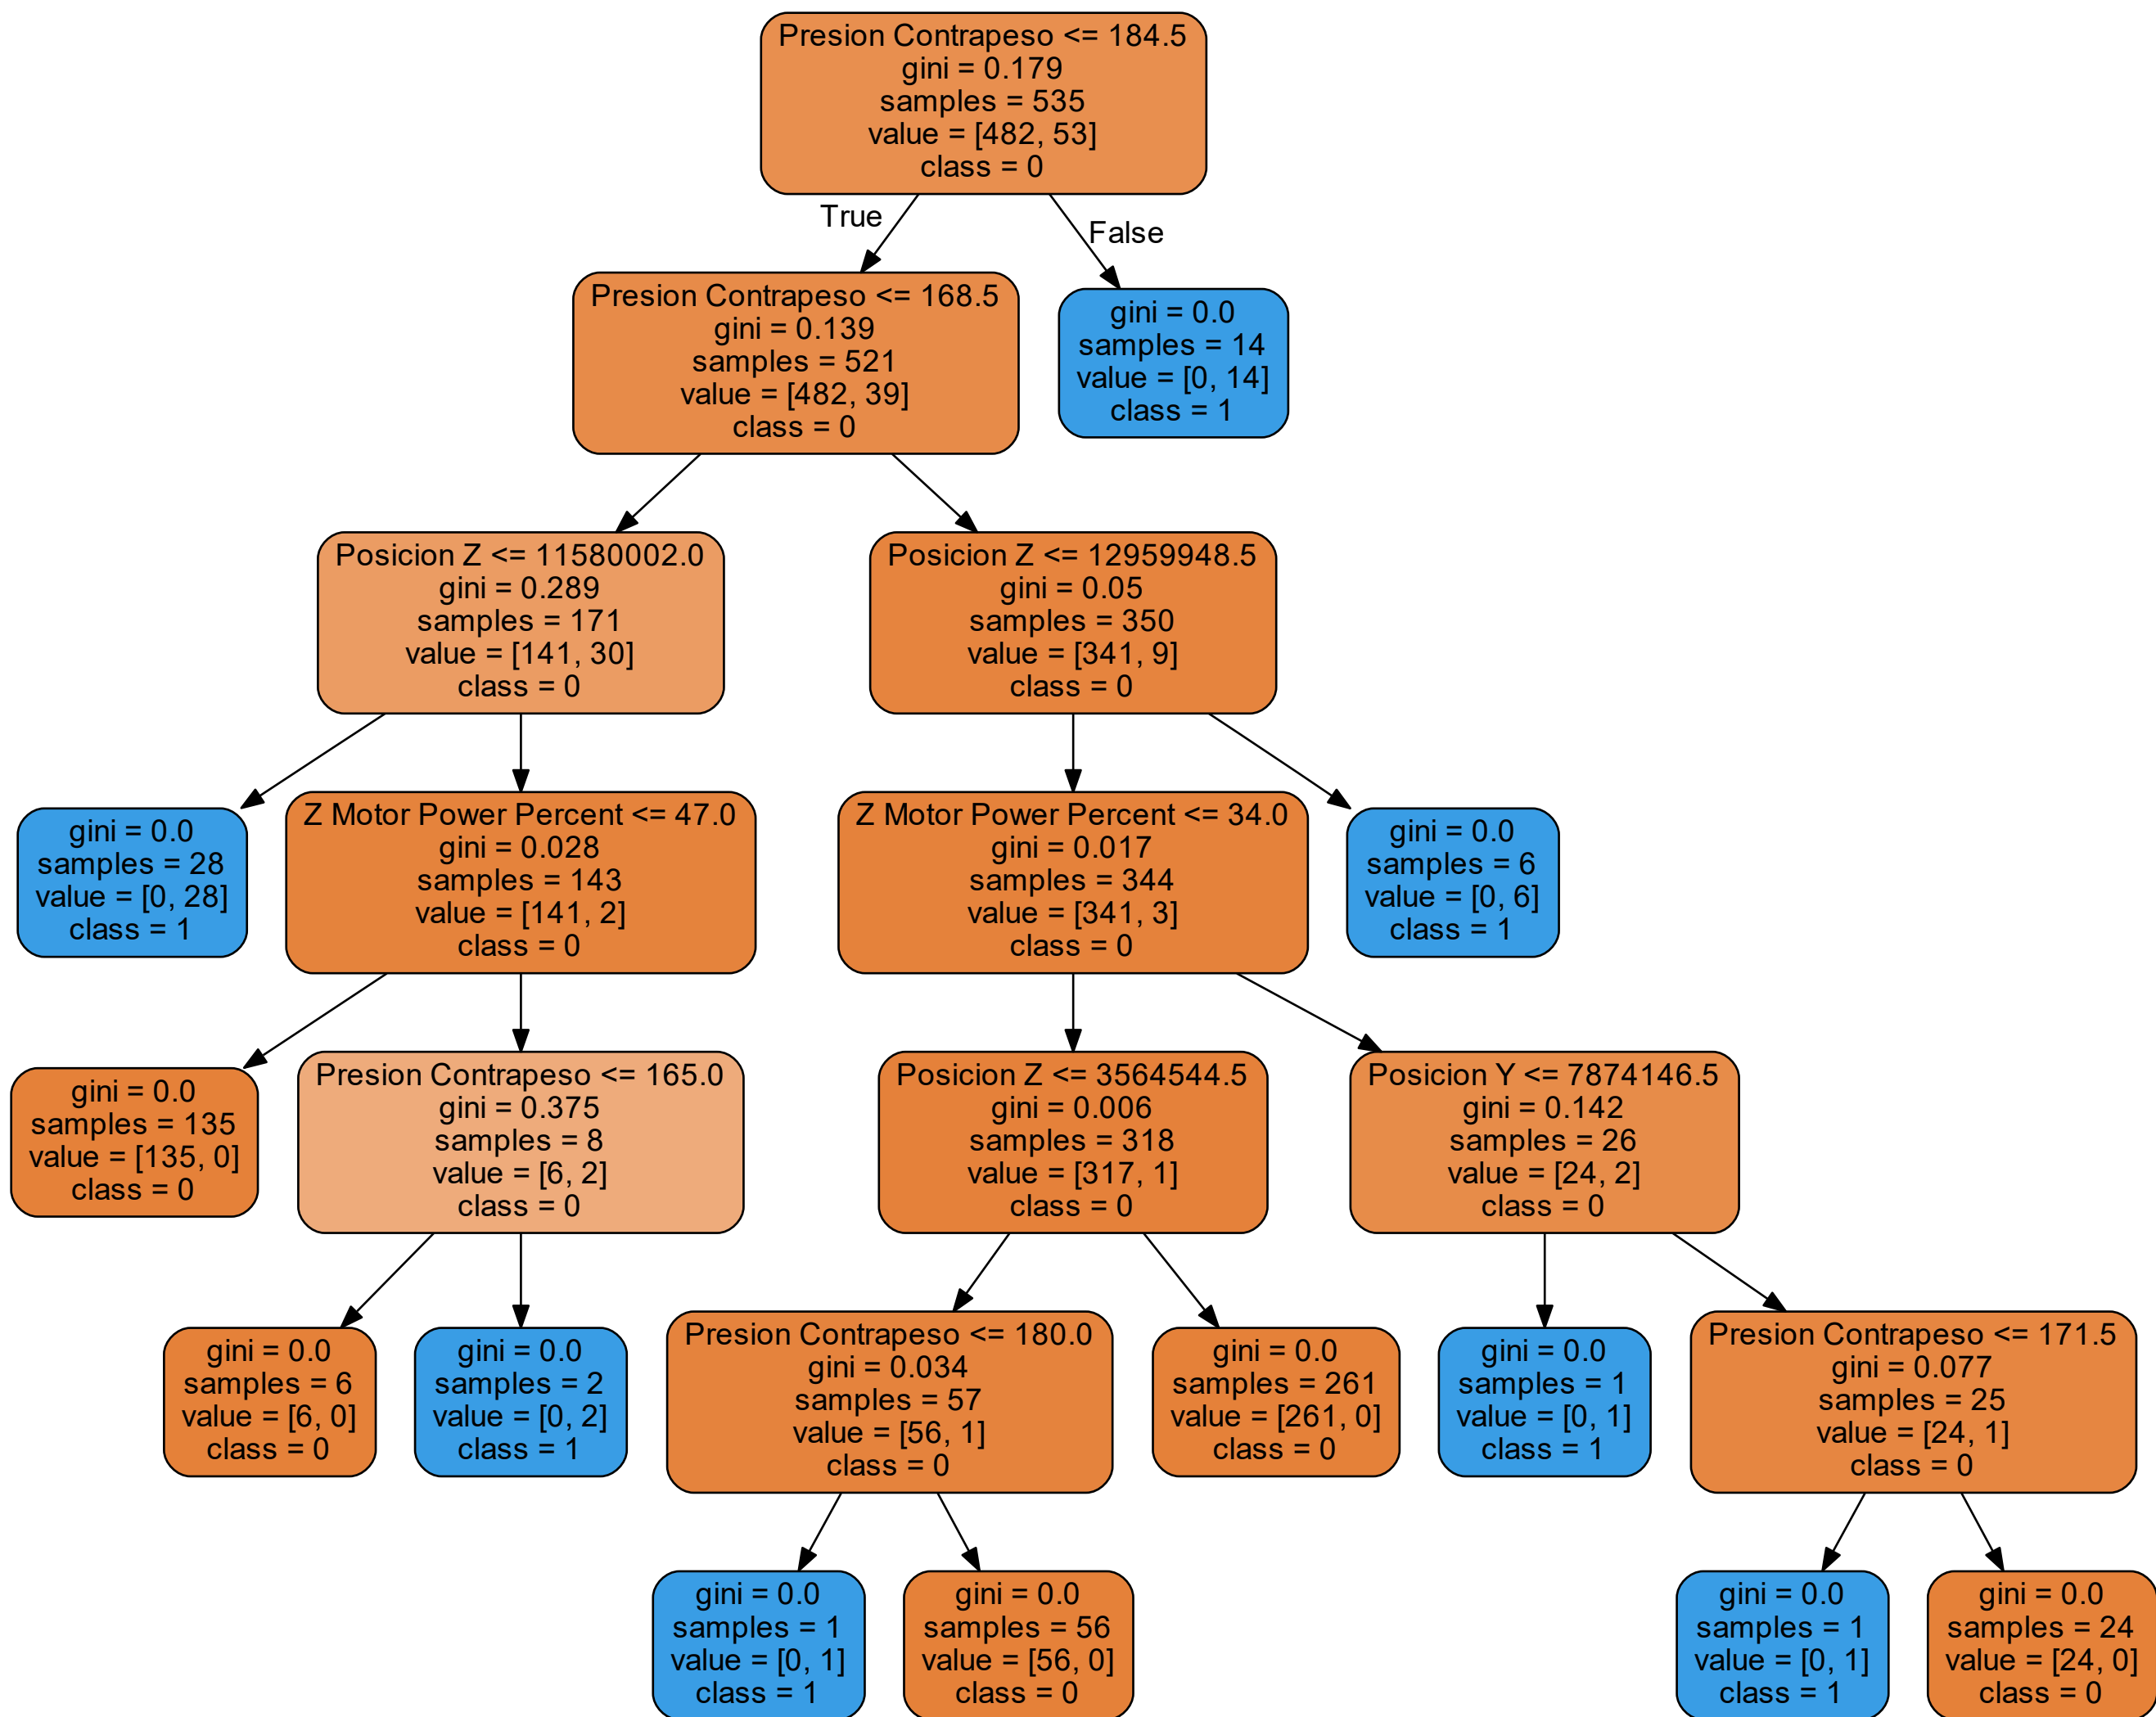 Presion Contrapeso <= 184.5
gini = 0.179
samples = 535
value = [482, 53]
class = 0
True
False
Presion Contrapeso <= 168.5
gini = 0.139
samples = 521
value = [482, 39]
class = 0
gini = 0.0
samples = 14
value = [0, 14]
class = 1
Posicion Z <= 11580002.0
gini = 0.289
samples = 171
value = [141, 30]
class = 0
Posicion Z <= 12959948.5
gini = 0.05
samples = 350
value = [341, 9]
class = 0
gini = 0.0
samples = 28
value = [0, 28]
class = 1
Z Motor Power Percent <= 47.0
gini = 0.028
samples = 143
value = [141, 2]
class = 0
Z Motor Power Percent <= 34.0
gini = 0.017
samples = 344
value = [341, 3]
class = 0
gini = 0.0
samples = 6
value = [0, 6]
class = 1
gini = 0.0
samples = 135
value = [135, 0]
class = 0
Presion Contrapeso <= 165.0
gini = 0.375
samples = 8
value = [6, 2]
class = 0
Posicion Z <= 3564544.5
gini = 0.006
samples = 318
value = [317, 1]
class = 0
Posicion Y <= 7874146.5
gini = 0.142
samples = 26
value = [24, 2]
class = 0
gini = 0.0
samples = 6
value = [6, 0]
class = 0
gini = 0.0
samples = 2
value = [0, 2]
class = 1
Presion Contrapeso <= 180.0
gini = 0.034
samples = 57
value = [56, 1]
class = 0
gini = 0.0
samples = 261
value = [261, 0]
class = 0
gini = 0.0
samples = 1
value = [0, 1]
class = 1
Presion Contrapeso <= 171.5
gini = 0.077
samples = 25
value = [24, 1]
class = 0
gini = 0.0
samples = 1
value = [0, 1]
class = 1
gini = 0.0
samples = 56
value = [56, 0]
class = 0
gini = 0.0
samples = 1
value = [0, 1]
class = 1
gini = 0.0
samples = 24
value = [24, 0]
class = 0